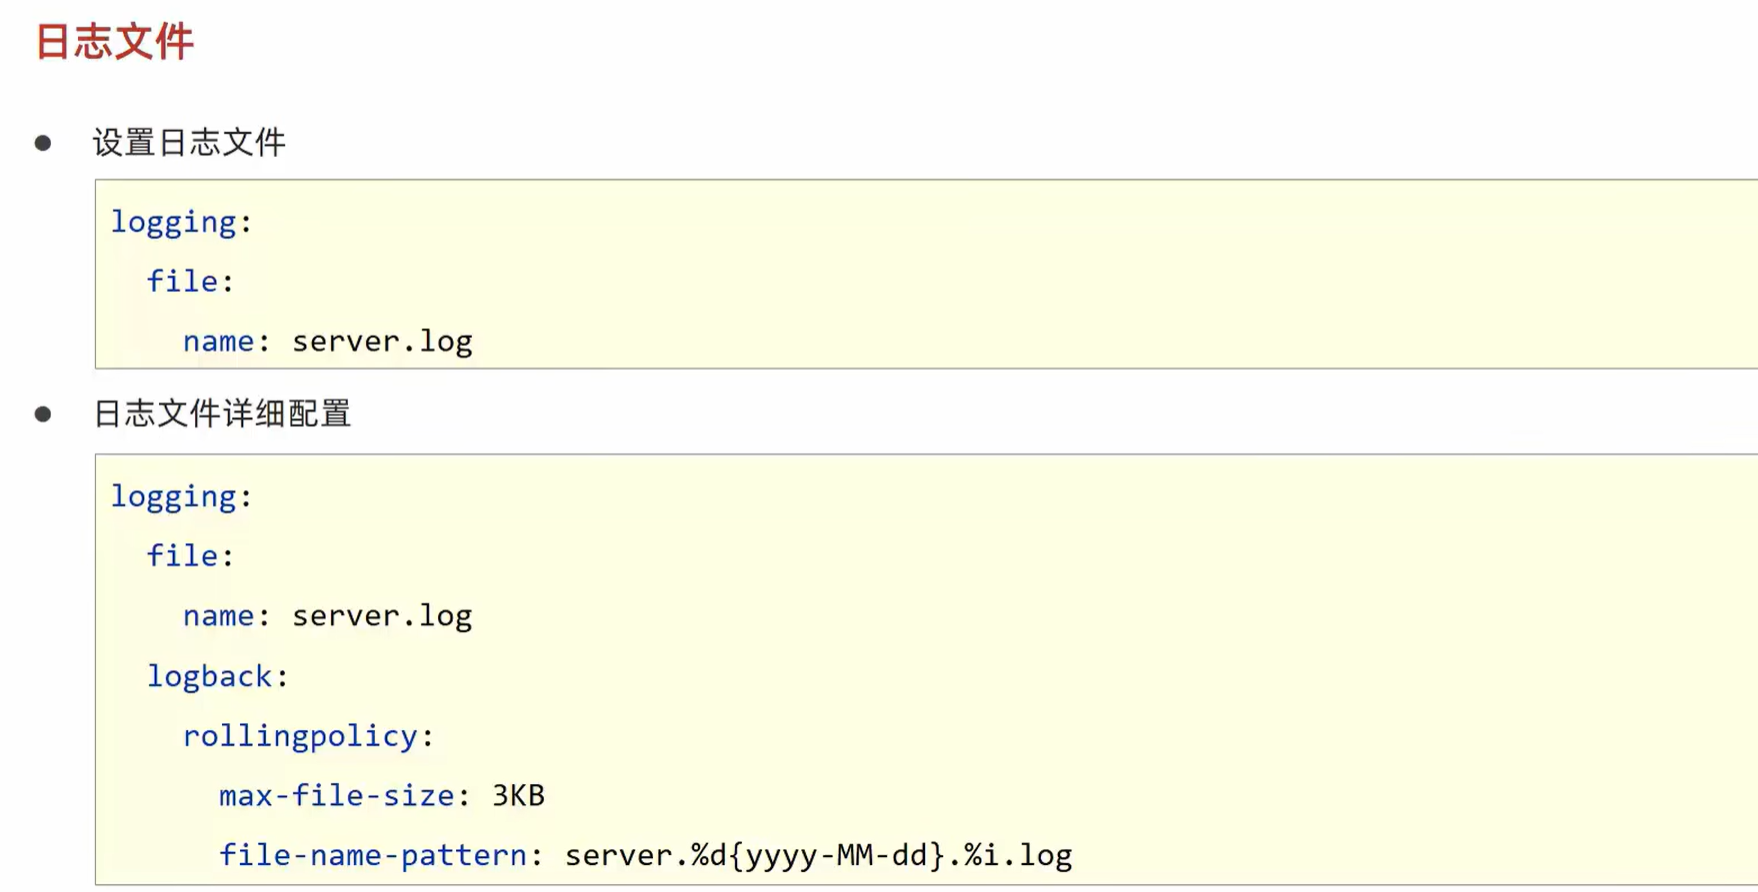 日志文件
设置日志文件
logging:
  file:
    name: server.log
日志文件详细配置
logging:
  file:
    name: server.log
  logback:
    rollingpolicy:
      max-file-size: 3KB
      file-name-pattern: server.%d{yyyy-MM-dd}.%i.log